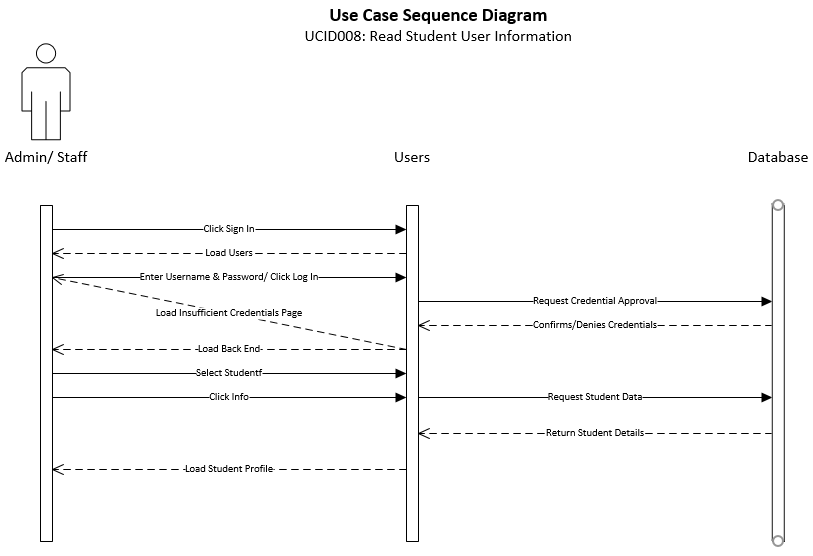 Use Case Sequence Diagram
UCID008: Read Student User Information
Admin/ Staff
Users
Database
Click Sign In
Load Users
Enter Username & Password/ Click Log In
Request Credential Approval
Load Insufficient Credentials Page
Confirms/Denies Credentials
Load Back End
Select Studentf
Click Info
Request Student Data
Return Student Details
Load Student Profile